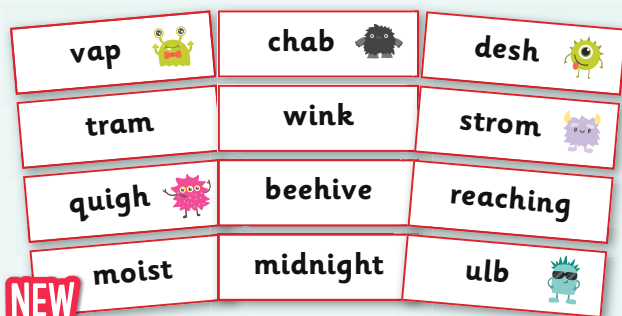 vap
chab
desh
tram
wink
strom
quigh
beehive
reaching
moist
midnight
ulb
NEW